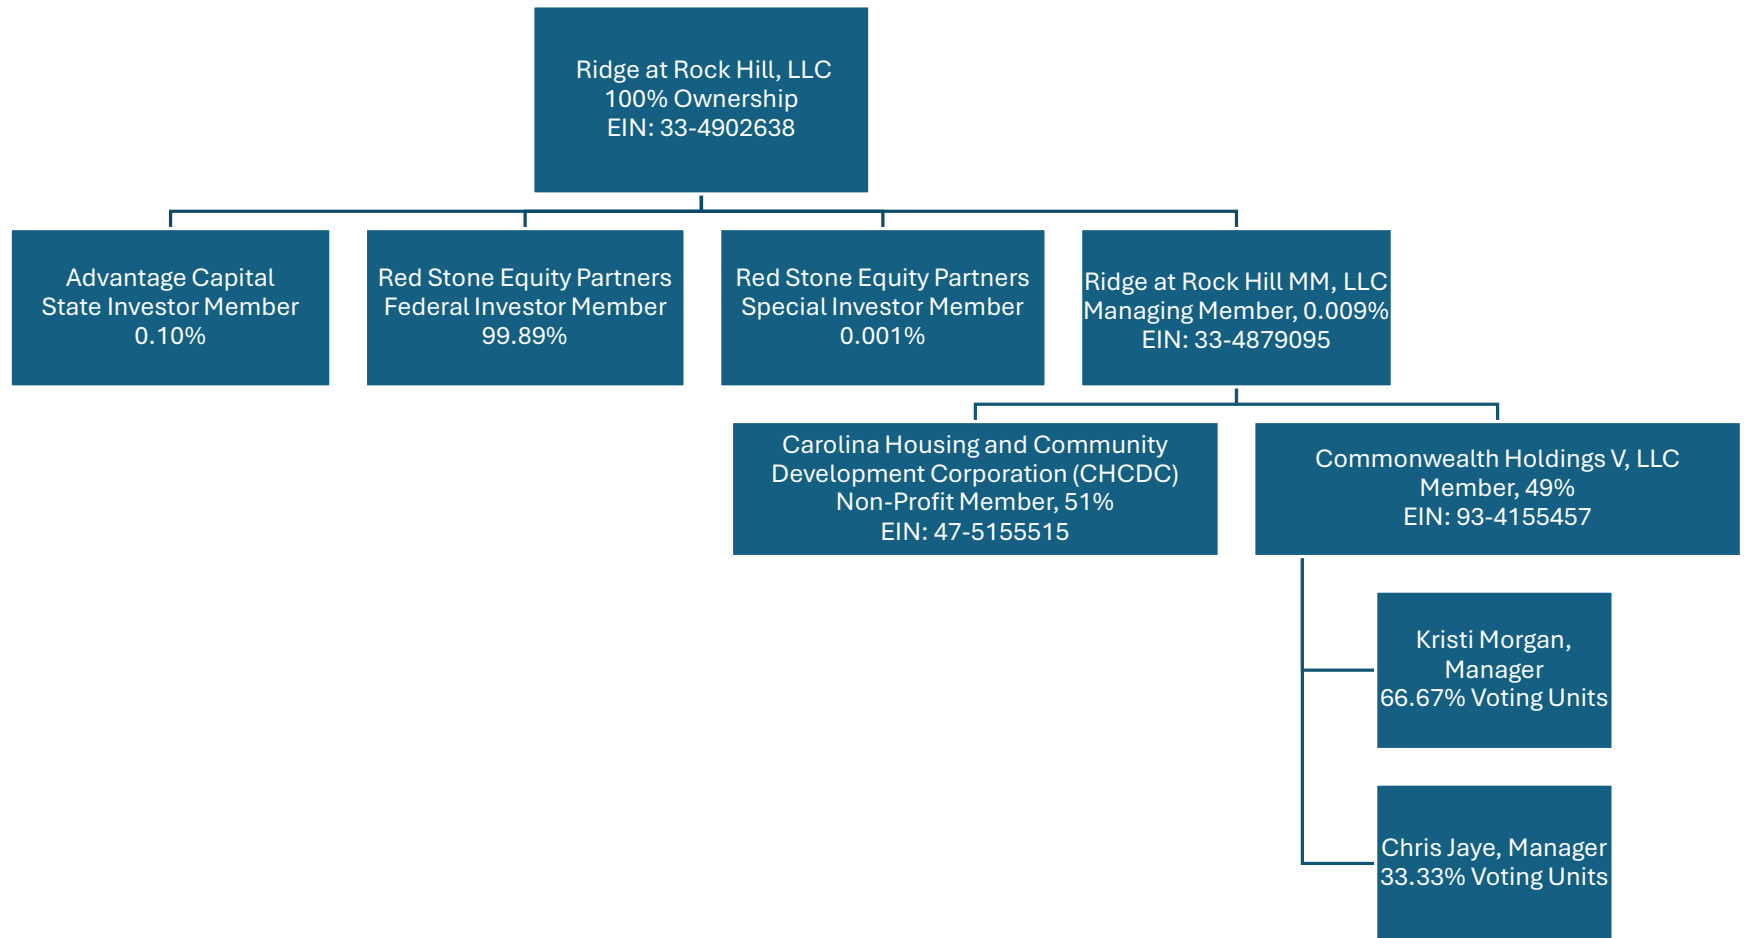 Ridge at Rock Hill, LLC
100% Ownership
EIN: 33-4902638
Advantage Capital
State Investor Member
0.10%
Red Stone Equity Partners
Federal Investor Member
99.89%
Red Stone Equity Partners
Special Investor Member
0.001%
Ridge at Rock Hill MM, LLC
Managing Member, 0.009%
EIN: 33-4879095
Carolina Housing and Community
Development Corporation (CHCDC)
Non-Profit Member, 51%
EIN: 47-5155515
Commonwealth Holdings V, LLC
Member, 49%
EIN: 93-4155457
Kristi Morgan,
Manager
66.67% Voting Units
Chris Jaye, Manager
33.33% Voting Units